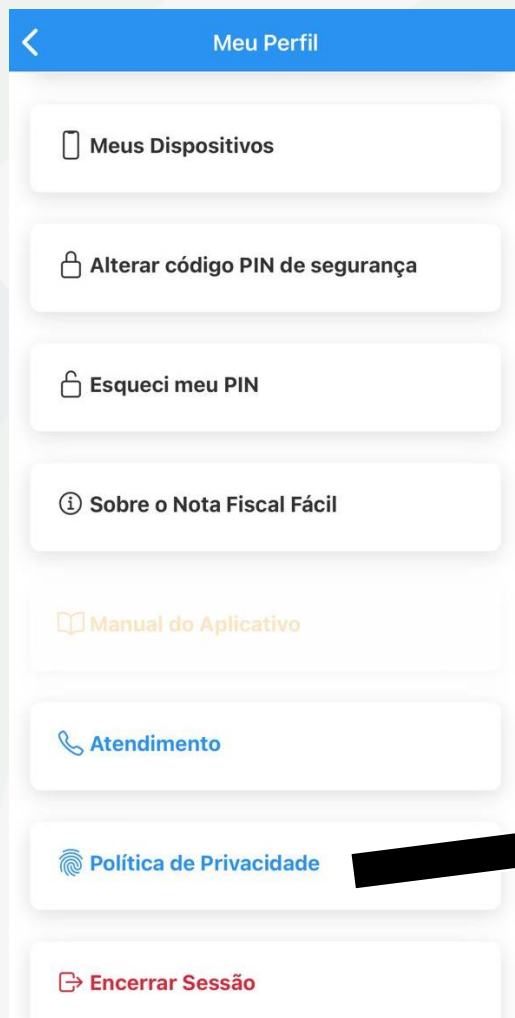 Meu Perfil
Meus Dispositivos
Alterar código PIN de segurança
Esqueci meu PIN
Sobre o Nota Fiscal Fácil
Manual do Aplicativo
Atendimento
Política de Privacidade
Encerrar Sessão